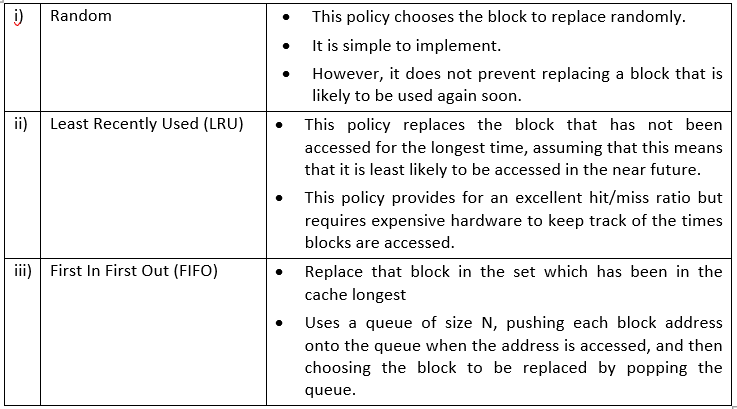 i) Random
• This policy chooses the block to replace randomly.
• It is simple to implement.
• However, it does not prevent replacing a block that is
likely to be used again soon.
ii) Least Recently Used (LRU)
• This policy replaces the block that has not been
accessed for the longest time, assuming that this means
that it is least likely to be accessed in the near future.
• This policy provides for an excellent hit/miss ratio but
requires expensive hardware to keep track of the times
blocks are accessed.
iii) First In First Out (FIFO)
• Replace that block in the set which has been in the
cache longest
• Uses a queue of size N, pushing each block address
onto the queue when the address is accessed, and then
choosing the block to be replaced by popping the
queue.